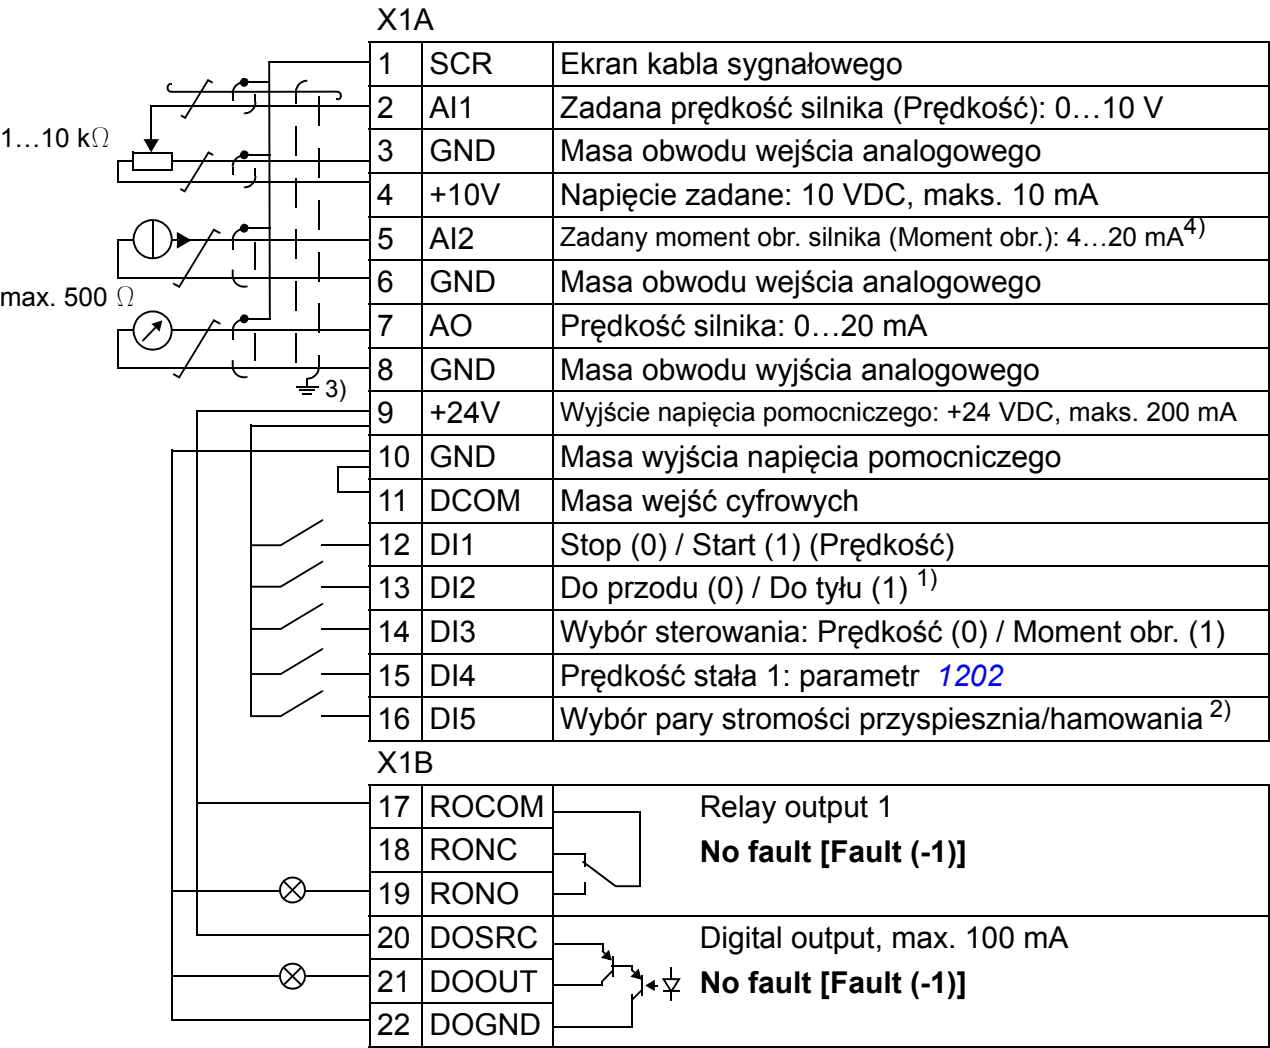 X1A
1 SCR Ekran kabla sygnałowego
2 AI1 Zadana prędkość silnika (Prędkość): 0…10 V
1…10 kΩ
3 GND Masa obwodu wejścia analogowego
4 +10V Napięcie zadane: 10 VDC, maks. 10 mA
5 AI2 Zadany moment obr. silnika (Moment obr.): 4…20 mA4)
6 GND Masa obwodu wejścia analogowego
max. 500 Ω
7 AO Prędkość silnika: 0…20 mA
8 GND Masa obwodu wyjścia analogowego
3)
9 +24V Wyjście napięcia pomocniczego: +24 VDC, maks. 200 mA
10 GND Masa wyjścia napięcia pomocniczego
11 DCOM Masa wejść cyfrowych
12 DI1 Stop (0) / Start (1) (Prędkość)
13 DI2 Do przodu (0) / Do tyłu (1) 1)
14 DI3 Wybór sterowania: Prędkość (0) / Moment obr. (1)
15 DI4 Prędkość stała 1: parametr 1202
16 DI5 Wybór pary stromości przyspiesznia/hamowania 2)
X1B
17 ROCOM Relay output 1
18 RONC No fault [Fault (-1)]
19 RONO
20 DOSRC Digital output, max. 100 mA
21 DOOUT No fault [Fault (-1)]
22 DOGND